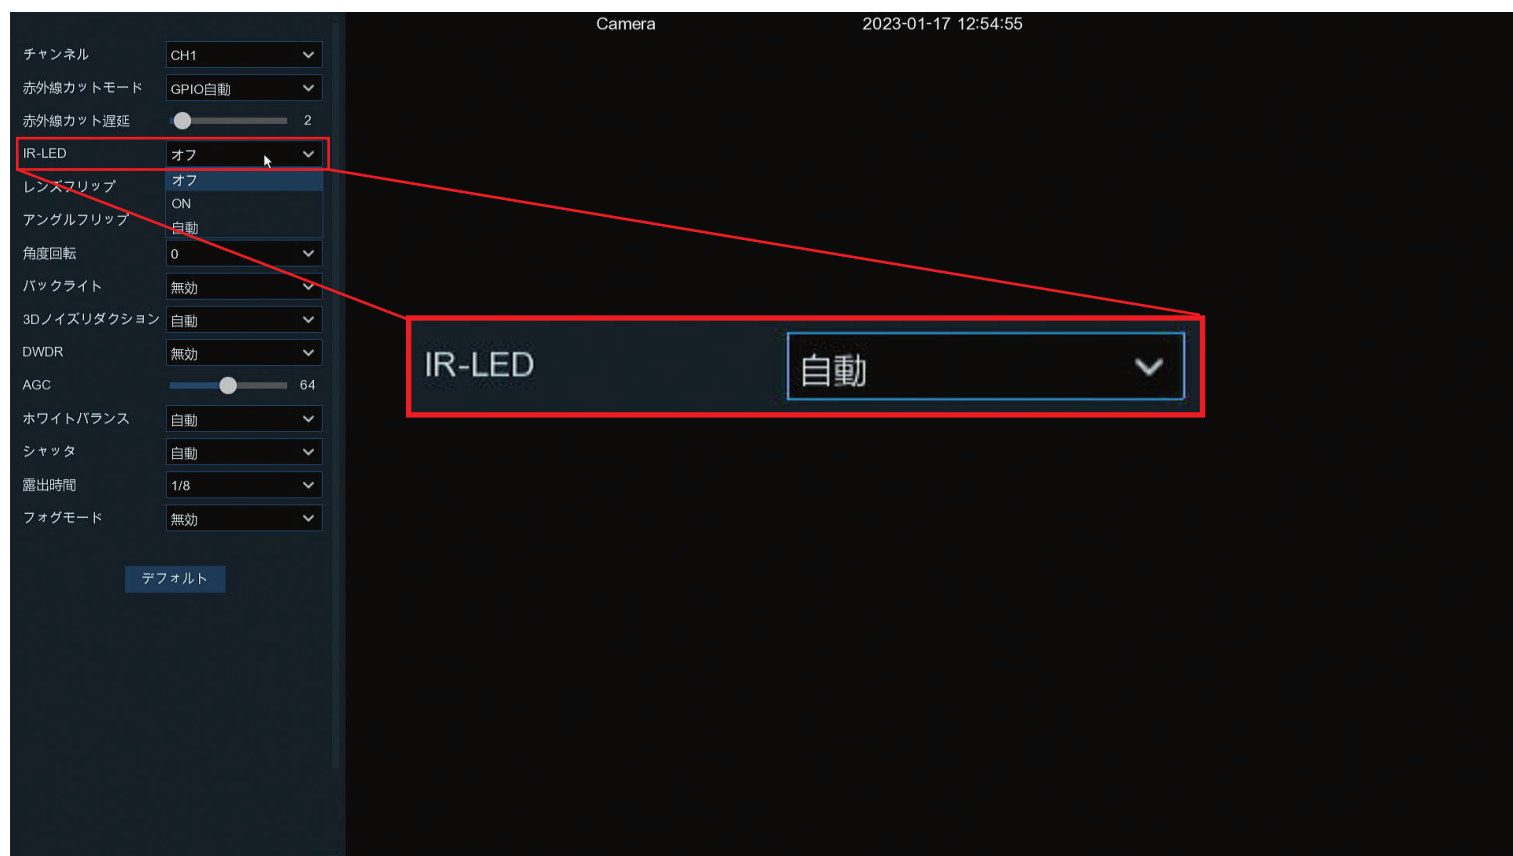 Camera 2023-01-17 12:54:55
チャンネル CH1
赤外線カットモード GPIO自動
赤外線カット遅延 2
IR-LED オフ
レンズフリップ オフ
ON
アングルフリップ 自動
角度回転 0
バックライト 無効
3Dノイズリダクション 自動
IR-LED 自動
DWDR 無効
AGC 64
ホワイトバランス 自動
シャッタ 自動
露出時間 1/8
フォグモード 無効
デフォルト